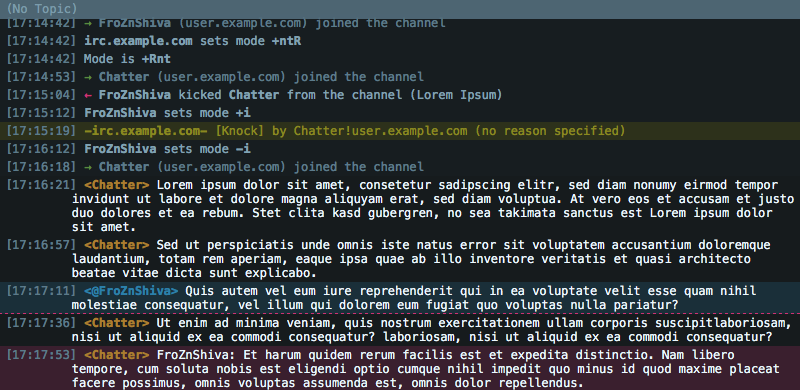 (No Topic)
[17:14:42] → FroZnShiva (user.example.com) joined the channel
[17:14:42] irc.example.com sets mode +ntR
[17:14:42] Mode is +Rnt
[17:14:53] → Chatter (user.example.com) joined the channel
[17:15:04] ← FroZnShiva kicked Chatter from the channel (Lorem Ipsum)
[17:15:12] FroZnShiva sets mode +i
[17:15:19] -irc.example.com- [Knock] by Chatter!user.example.com (no reason specified)
[17:16:12] FroZnShiva sets mode -i
[17:16:18] → Chatter (user.example.com) joined the channel
[17:16:21] <Chatter> Lorem ipsum dolor sit amet, consetetur sadipscing elitr, sed diam nonumy eirmod tempor
invidunt ut labore et dolore magna aliquyam erat, sed diam voluptua. At vero eos et accusam et justo
duo dolores et ea rebum. Stet clita kasd gubergren, no sea takimata sanctus est Lorem ipsum dolor
sit amet.
[17:16:57] <Chatter> Sed ut perspiciatis unde omnis iste natus error sit voluptatem accusantium doloremque
laudantium, totam rem aperiam, eaque ipsa quae ab illo inventore veritatis et quasi architecto
beatae vitae dicta sunt explicabo.
[17:17:11] <@FroZnShiva> Quis autem vel eum iure reprehenderit qui in ea voluptate velit esse quam nihil
molestiae consequatur, vel illum qui dolorem eum fugiat quo voluptas nulla pariatur?
[17:17:36] <Chatter> Ut enim ad minima veniam, quis nostrum exercitationem ullam corporis suscipitlaboriosam,
nisi ut aliquid ex ea commodi consequatur? laboriosam, nisi ut aliquid ex ea commodi consequatur?
[17:17:53] <Chatter> FroZnShiva: Et harum quidem rerum facilis est et expedita distinctio. Nam libero
tempore, cum soluta nobis est eligendi optio cumque nihil impedit quo minus id quod maxime placeat
facere possimus, omnis voluptas assumenda est, omnis dolor repellendus.